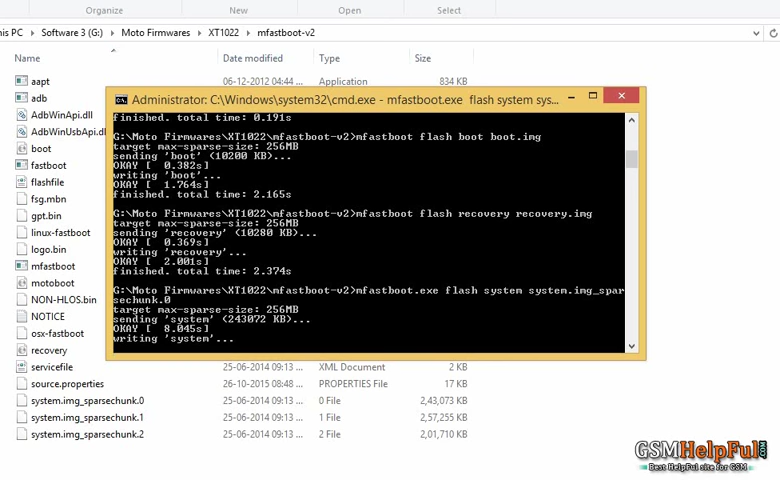 Organize New Open Select
his PC Software 3 (G:) Moto Firmwares XT1022 mfastboot-v2
Name Date modified Type Size
aapt 06-12-2012 04:44 ... Application 834 KB
adb
AdbWinApi.dll
AdbWinUsbApi.dl
boot
fastboot
flashfile
fsg.mbn
gpt.bin
linux-fastboot
logo.bin
mfastboot
motoboot
NON-HLOS.bin
NOTICE
osx-fastboot
recovery
servicefile 25-06-2014 09:13 ... XML Document 2 KB
source.properties 26-10-2015 08:48 ... PROPERTIES File 17 KB
system.img_sparsechunk.0 25-06-2014 09:13 ... 0 File 2,43,073 KB
system.img_sparsechunk.1 25-06-2014 09:13 ... 1 File 2,57,255 KB
system.img_sparsechunk.2 25-06-2014 09:13 ... 2 File 2,01,710 KB
Administrator: C:\Windows\system32\cmd.exe - mfastboot.exe flash system sys...
finished. total time: 0.191s
G:\Moto Firmwares\XT1022\mfastboot-v2>mfastboot flash boot boot.img
target max-sparse-size: 256MB
sending 'boot' (10200 KB)...
OKAY [ 0.382s]
writing 'boot'...
OKAY [ 1.764s]
finished. total time: 2.165s
G:\Moto Firmwares\XT1022\mfastboot-v2>mfastboot flash recovery recovery.img
target max-sparse-size: 256MB
sending 'recovery' (10280 KB)...
OKAY [ 0.369s]
writing 'recovery'...
OKAY [ 2.001s]
finished. total time: 2.374s
G:\Moto Firmwares\XT1022\mfastboot-v2>mfastboot.exe flash system system.img_spar
sechunk.0
target max-sparse-size: 256MB
sending 'system' (243072 KB)...
OKAY [ 8.045s]
writing 'system'...
GSMHelpFul.COM
Best HelpFul site for GSM